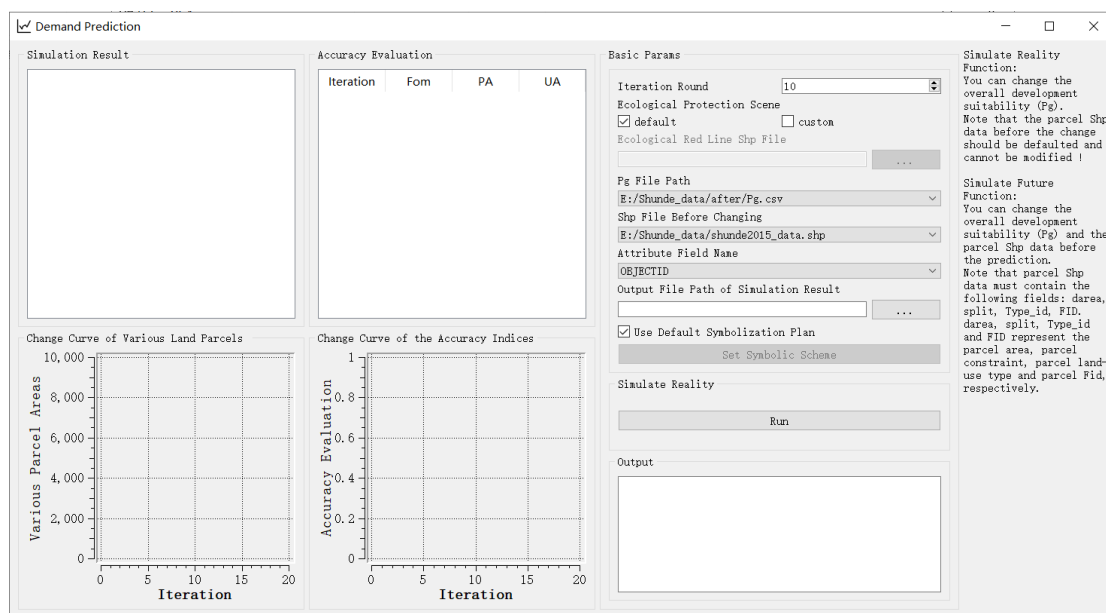 Demand Prediction
Simulation Result
Accuracy Evaluation
Iteration Fom PA UA
Change Curve of Various Land Parcels
10,000
8,000
6,000
4,000
2,000
0
Various Parcel Areas
0 5 10 15 20
Iteration
Change Curve of the Accuracy Indices
1
0.8
0.6
0.4
0.2
0
Accuracy Evaluation
0 5 10 15 20
Iteration
Basic Params
Iteration Round 10
Ecological Protection Scene
default custom
Ecological Red Line Shp File
...
Pg File Path
E:/Shunde_data/after/Pg.csv
Shp File Before Changing
E:/Shunde_data/shunde2015_data.shp
Attribute Field Name
OBJECTID
Output File Path of Simulation Result
...
Use Default Symbolization Plan
Set Symbolic Scheme
Simulate Reality
Run
Output
Simulate Reality
Function:
You can change the
overall development
suitability (Pg).
Note that the parcel Shp
data before the change
should be defaulted and
cannot be modified !
Simulate Future
Function:
You can change the
overall development
suitability (Pg) and the
parcel Shp data before
the prediction.
Note that parcel Shp
data must contain the
following fields: darea,
split, Type_id, FID.
darea, split, Type_id
and FID represent the
parcel area, parcel
constraint, parcel land-
use type and parcel Fid,
respectively.